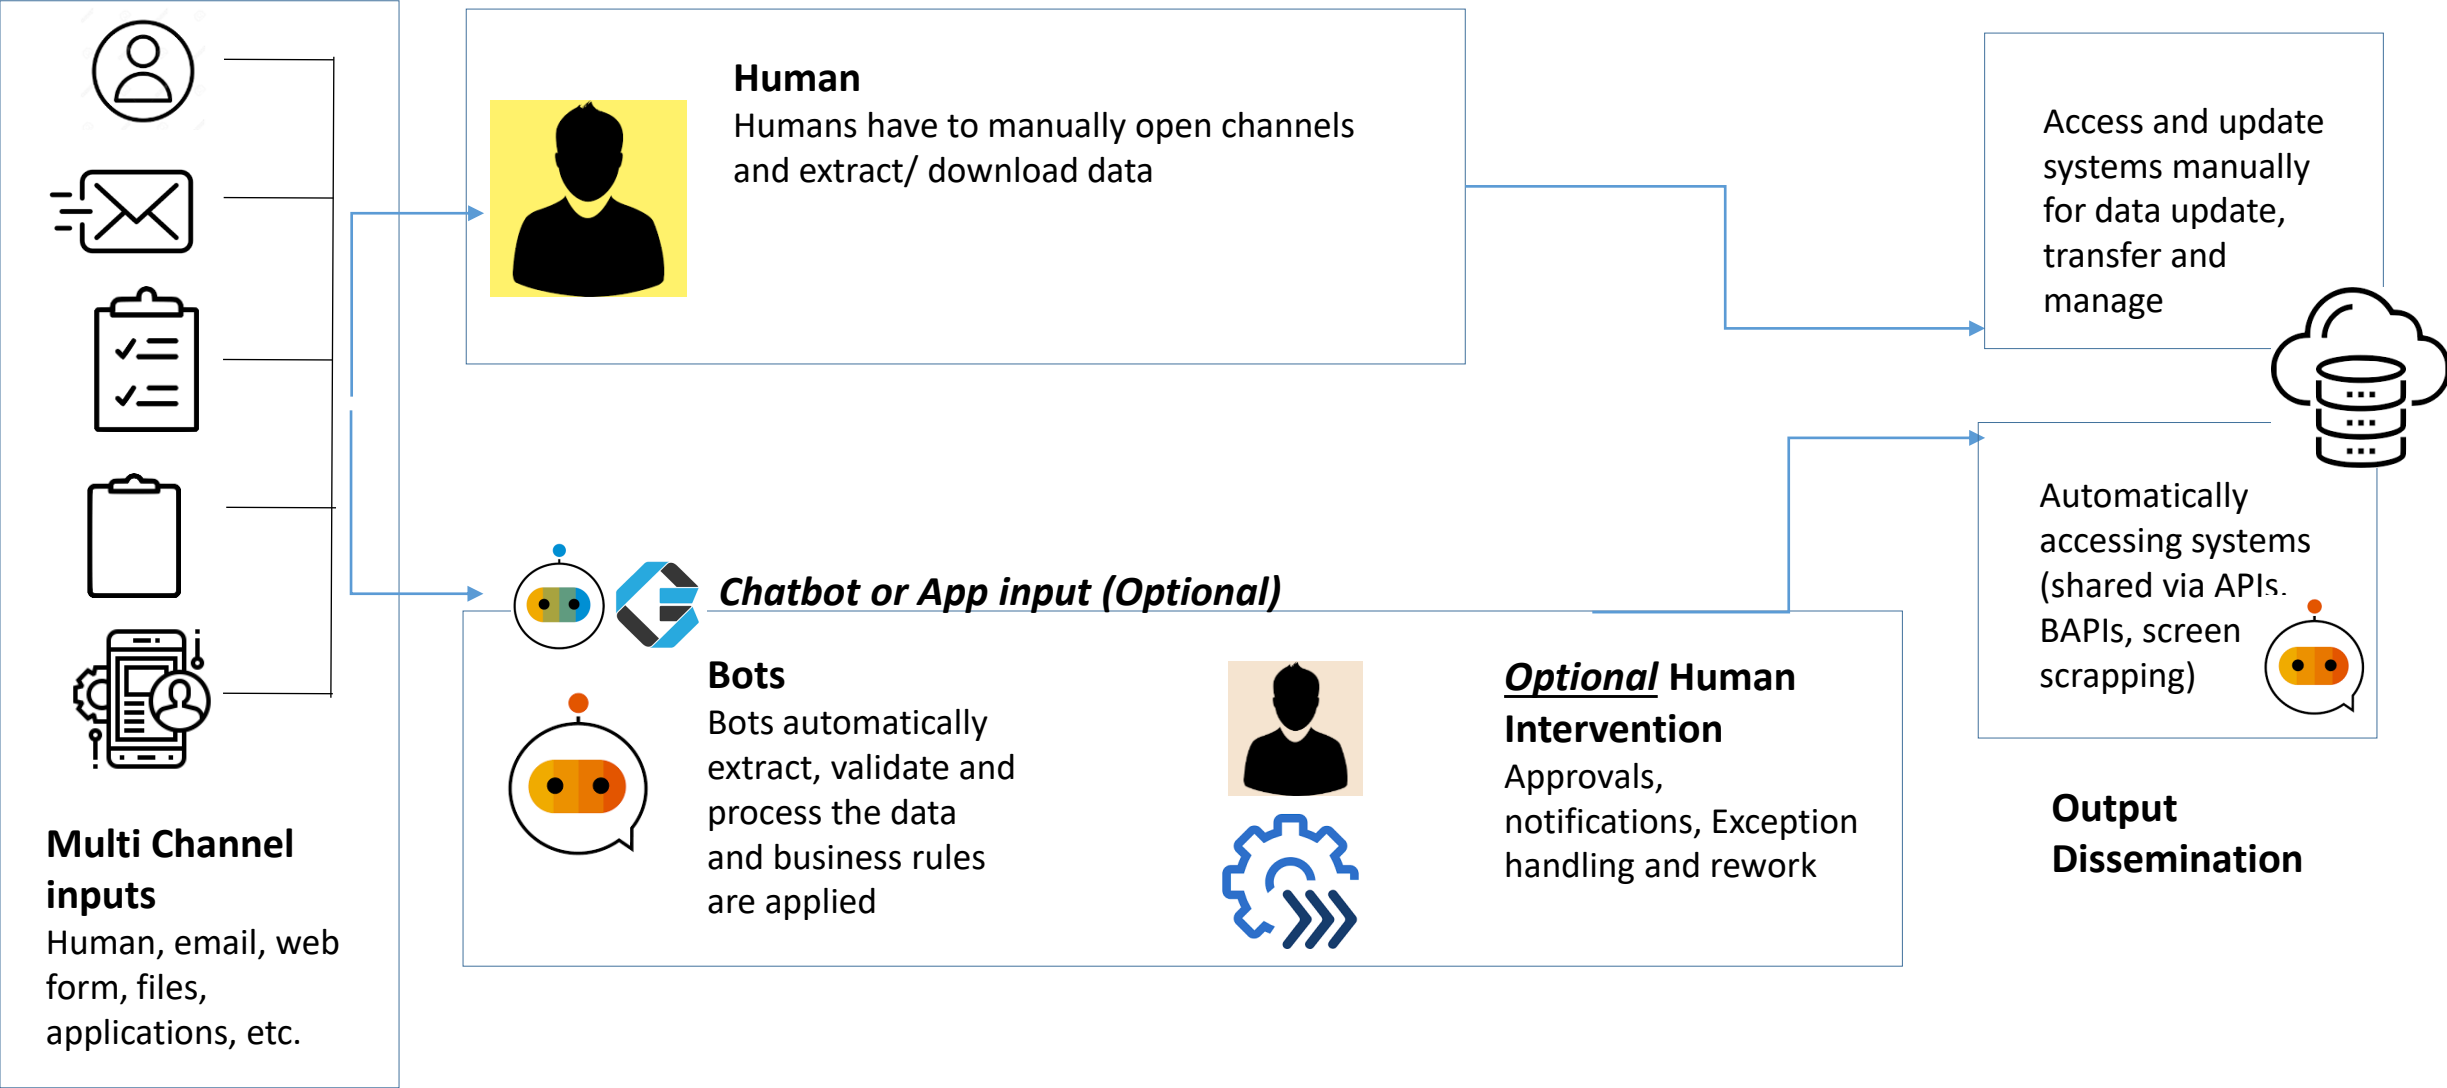 Human
Humans have to manually open channels
and extract/ download data
Access and update
systems manually
for data update,
transfer and
manage
Chatbot or App input (Optional)
Bots
Bots automatically
extract, validate and
process the data
and business rules
are applied
Optional Human
Intervention
Approvals,
notifications, Exception
handling and rework
Automatically
accessing systems
(shared via APIs.
BAPIs, screen
scrapping)
Multi Channel
inputs
Human, email, web
form, files,
applications, etc.
Output
Dissemination